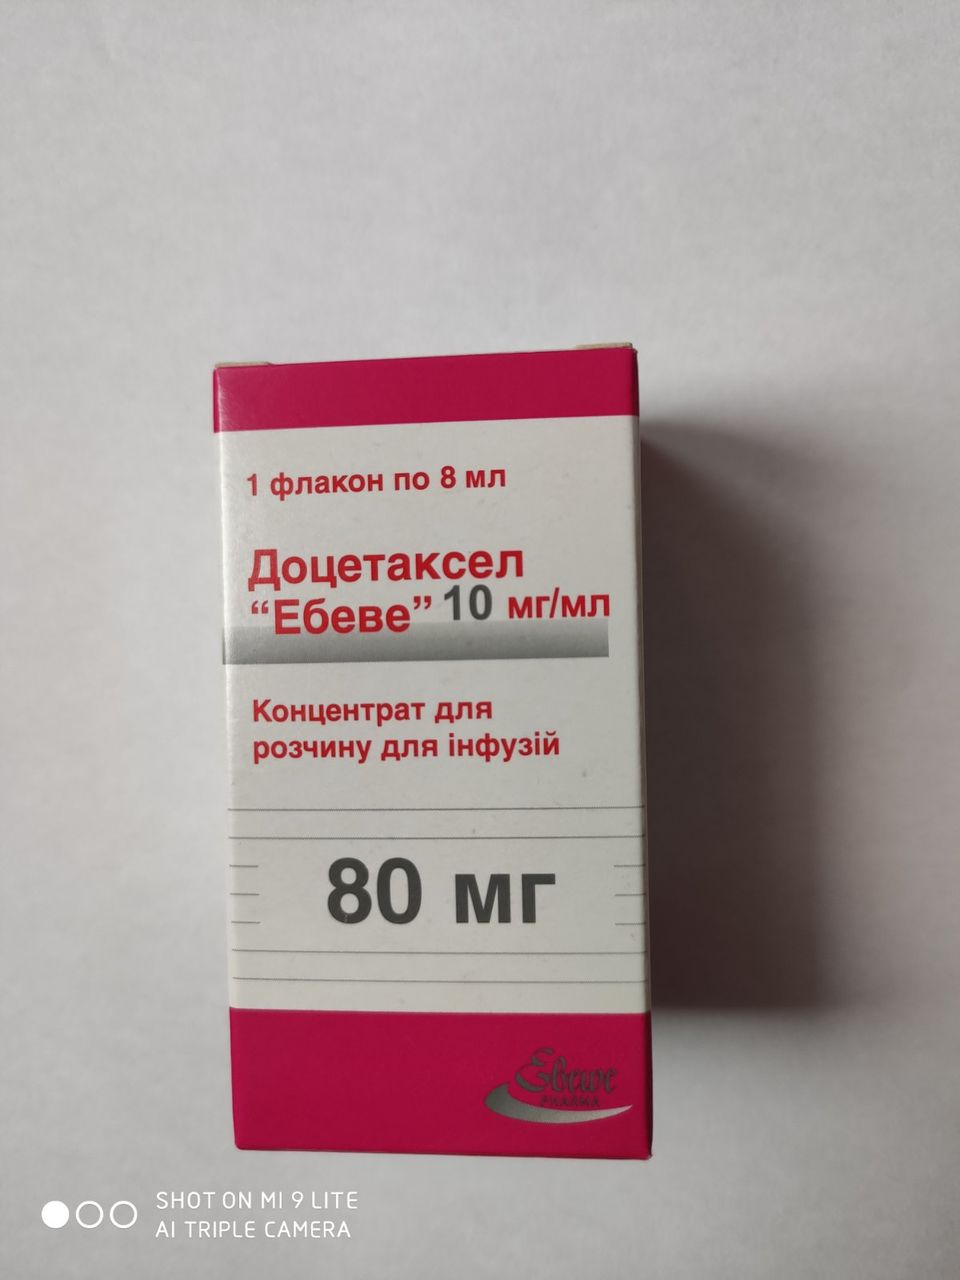 1 флакон по 8 мл
Доцетаксел
“Ебеве” 10 мг/мл
Концентрат для
розчину для інфузій
80 мг
Ebewe
PHARMA
SHOT ON MI 9 LITE
AI TRIPLE CAMERA